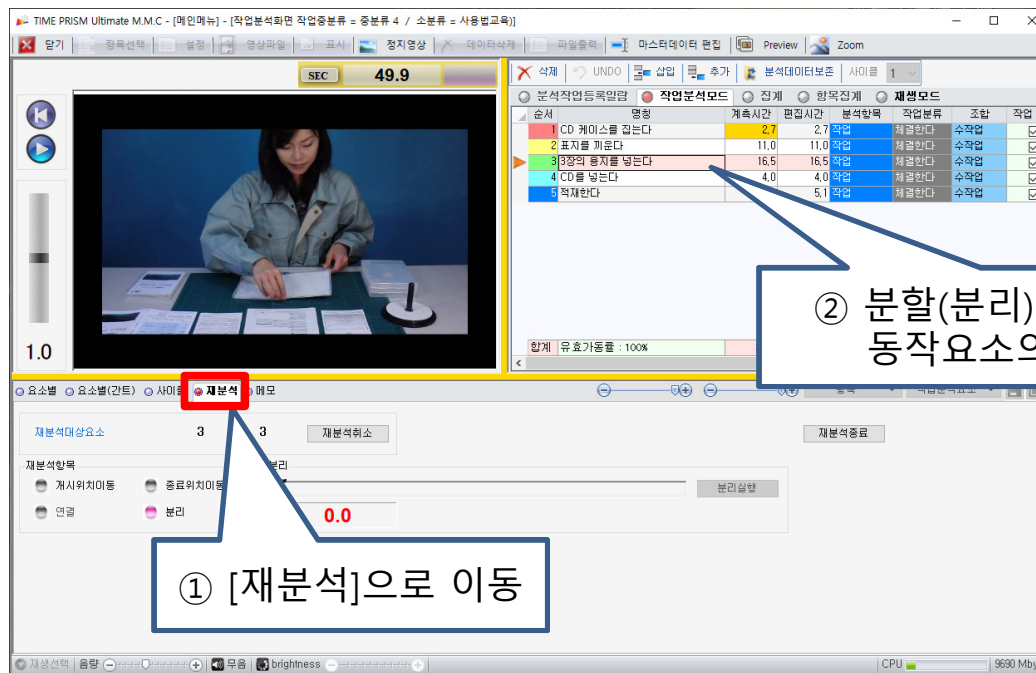 TIME PRISM Ultimate M.M.C - [메인메뉴] - [작업분석화면 작업중분류 = 중분류 4 / 소분류 = 사용법교육)]
닫기 항목선택 설정 영상파일 표시 정지영상 데이터삭제 파일출력 마스터데이터 편집 Preview Zoom
SEC 49.9
삭제 UNDO 삽입 추가 분석데이터보존 사이클 1
분석작업등록일람 작업분석모드 집계 항목집계 재생모드
순서 명칭 계측시간 편집시간 분석항목 작업분류 조합 작업
1 CD 케이스를 집는다 2,7 2,7 작업 체결한다 수작업
2 표지를 끼운다 11,0 11,0 작업 체결한다 수작업
3 3장의 용지를 넣는다 16,5 16,5 작업 체결한다 수작업
4 CD를 넣는다 4,0 4,0 작업 체결한다 수작업
5 적재한다 5,1 작업 체결한다 수작업
② 분할(분리)
동작요소의
1.0
합계 유효가동률 : 100%
요소별 요소별(간트) 사이클 재분석 메모
재분석대상요소 3 3 재분석취소 재분석종료
재분석항목 분리
개시위치이동 종료위치이동 분리실행
연결 분리 0.0
① [재분석]으로 이동
재생선택 음량 무음 brightness CPU 9690 Mby